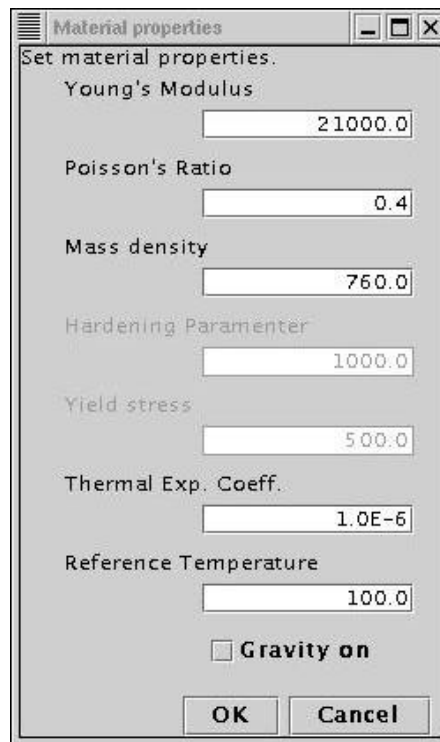 Material properties
Set material properties.
Young's Modulus
21000.0
Poisson's Ratio
0.4
Mass density
760.0
Hardening Paramenter
1000.0
Yield stress
500.0
Thermal Exp. Coeff.
1.0E-6
Reference Temperature
100.0
Gravity on
OK Cancel